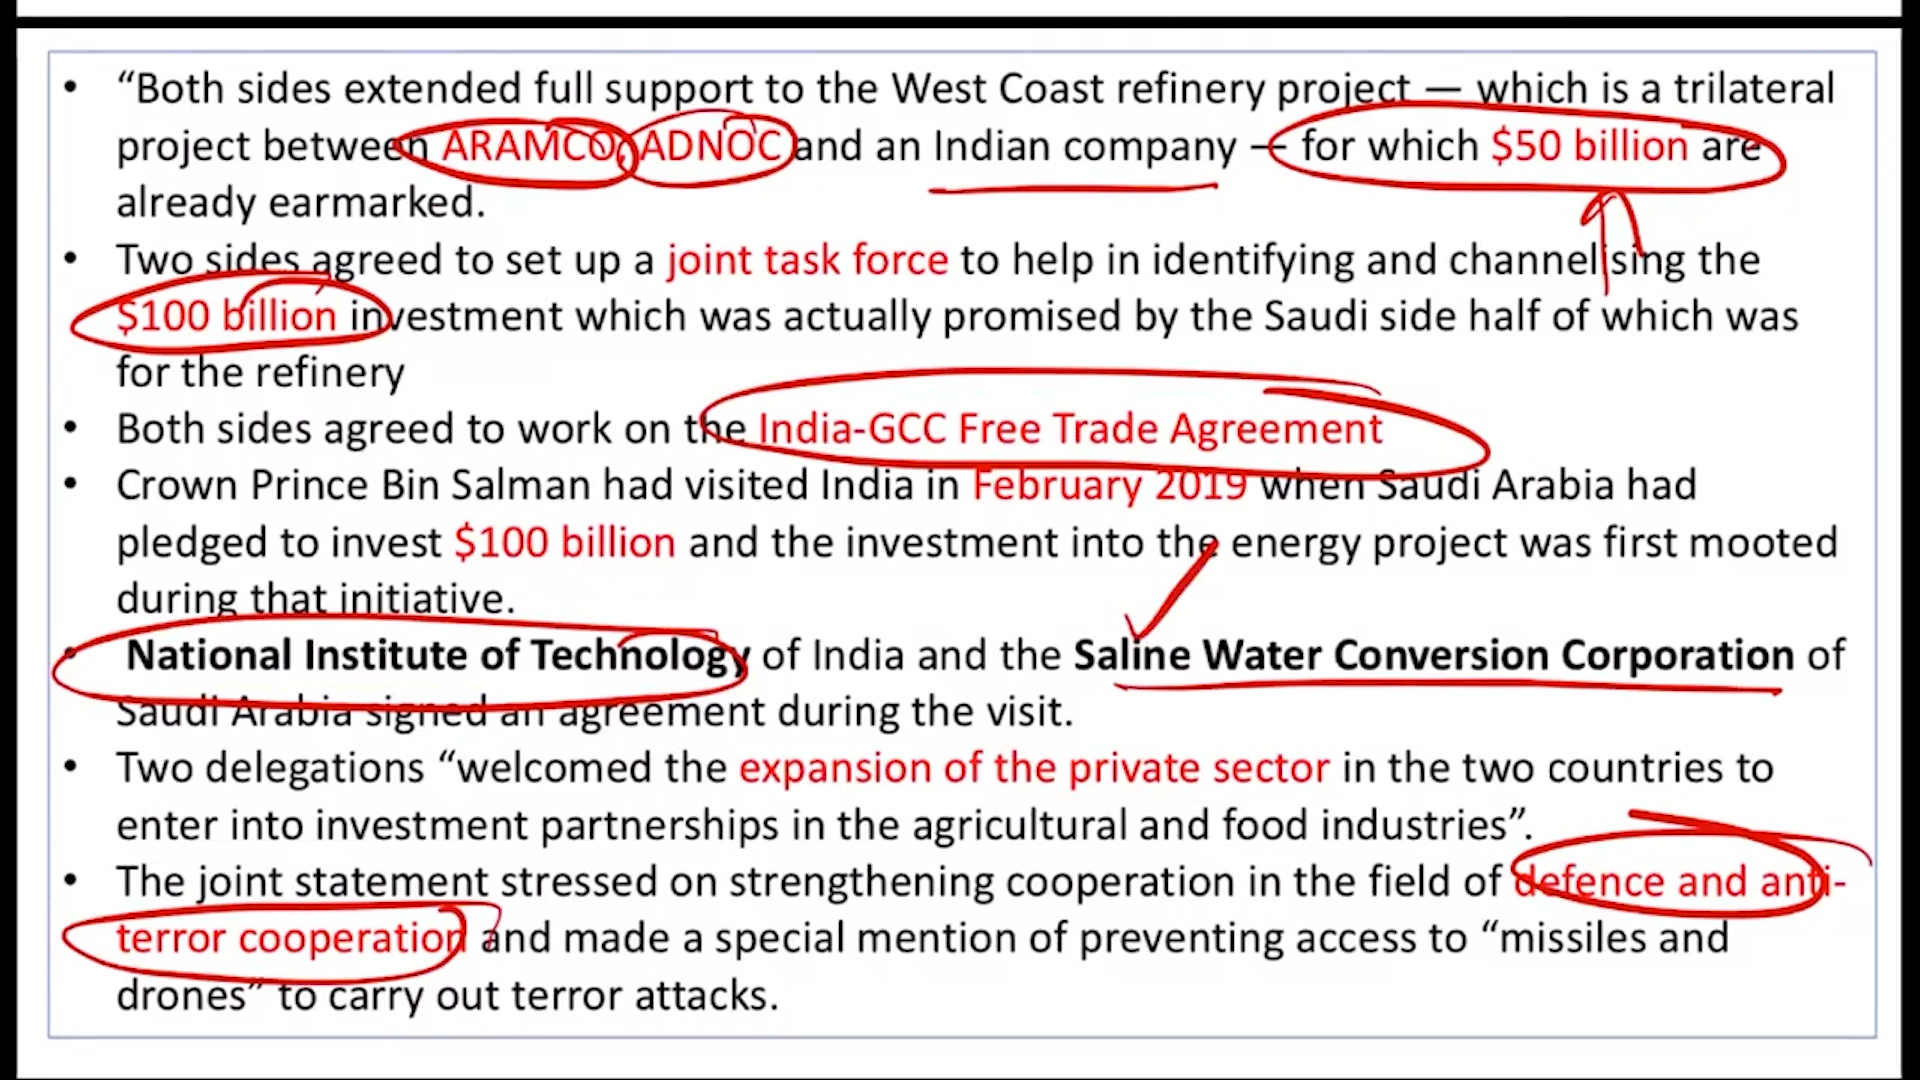 • “Both sides extended full support to the West Coast refinery project — which is a trilateral
project between ARAMCO, ADNOC and an Indian company — for which $50 billion are
already earmarked.
• Two sides agreed to set up a joint task force to help in identifying and channelising the
$100 billion investment which was actually promised by the Saudi side half of which was
for the refinery
• Both sides agreed to work on the India-GCC Free Trade Agreement
• Crown Prince Bin Salman had visited India in February 2019 when Saudi Arabia had
pledged to invest $100 billion and the investment into the energy project was first mooted
during that initiative.
• National Institute of Technology of India and the Saline Water Conversion Corporation of
Saudi Arabia signed an agreement during the visit.
• Two delegations “welcomed the expansion of the private sector in the two countries to
enter into investment partnerships in the agricultural and food industries”.
• The joint statement stressed on strengthening cooperation in the field of defence and anti-
terror cooperation and made a special mention of preventing access to “missiles and
drones” to carry out terror attacks.